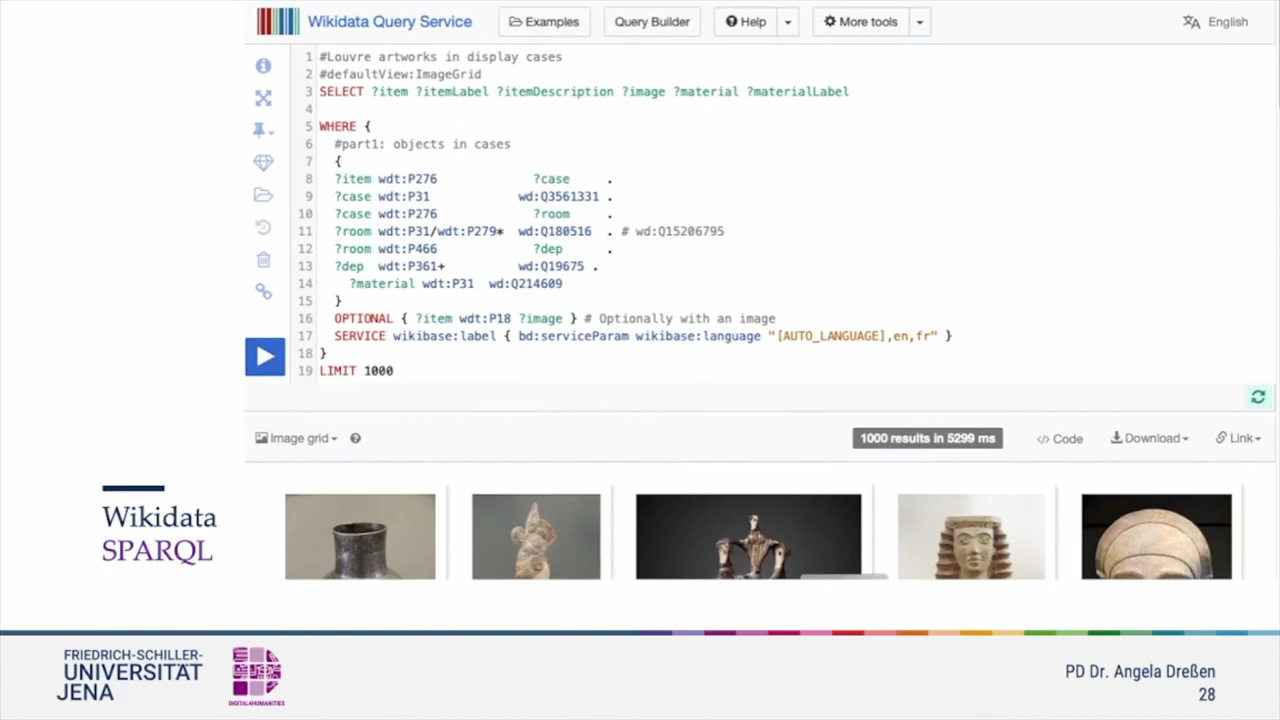 Wikidata Query Service
Examples
Query Builder
Help
More tools
English
1 #Louvre artworks in display cases
2 #defaultView:ImageGrid
3 SELECT ?item ?itemLabel ?itemDescription ?image ?material ?materialLabel
4
5 WHERE {
6 #part1: objects in cases
7 {
8 ?item wdt:P276 ?case .
9 ?case wdt:P31 wd:Q3561331 .
10 ?case wdt:P276 ?room .
11 ?room wdt:P31/wdt:P279* wd:Q180516 . # wd:Q15206795
12 ?room wdt:P466 ?dep .
13 ?dep wdt:P361+ wd:Q19675 .
14 ?material wdt:P31 wd:Q214609
15 }
16 OPTIONAL { ?item wdt:P18 ?image } # Optionally with an image
17 SERVICE wikibase:label { bd:serviceParam wikibase:language "[AUTO_LANGUAGE],en,fr" }
18 }
19 LIMIT 1000
Image grid
1000 results in 5299 ms
</> Code
Download
Link
Wikidata
SPARQL
FRIEDRICH-SCHILLER-
UNIVERSITÄT
JENA
DIGITAL4HUMANITIES
PD Dr. Angela Dreßen
28